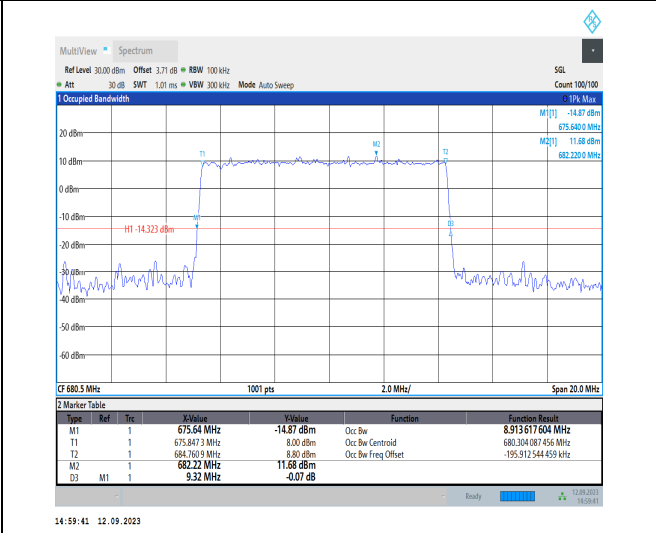 MultiView Spectrum
Ref Level 30.00 dBm Offset 3.71 dB RBW 100 kHz SGL
Att 30 dB SWT 1.01 ms VBW 300 kHz Mode Auto Sweep Count 100/100
1 Occupied Bandwidth 1Pk Max
M1[1] -14.87 dBm
675.640 0 MHz
M2[1] 11.68 dBm
682.220 0 MHz
20 dBm
M2
T1 T2
10 dBm
0 dBm
-10 dBm
M1
D3
H1 -14.323 dBm
-20 dBm
-30 dBm
-40 dBm
-50 dBm
-60 dBm
CF 680.5 MHz 1001 pts 2.0 MHz/ Span 20.0 MHz
2 Marker Table
Type Ref Trc X-Value Y-Value Function Function Result
M1 1 675.64 MHz -14.87 dBm Occ Bw 8.913 617 604 MHz
T1 1 675.847 3 MHz 8.00 dBm Occ Bw Centroid 680.304 087 456 MHz
T2 1 684.760 9 MHz 8.80 dBm Occ Bw Freq Offset -195.912 544 459 kHz
M2 1 682.22 MHz 11.68 dBm
D3 M1 1 9.32 MHz -0.07 dB
Ready 12.09.2023
14:59:41
14:59:41 12.09.2023